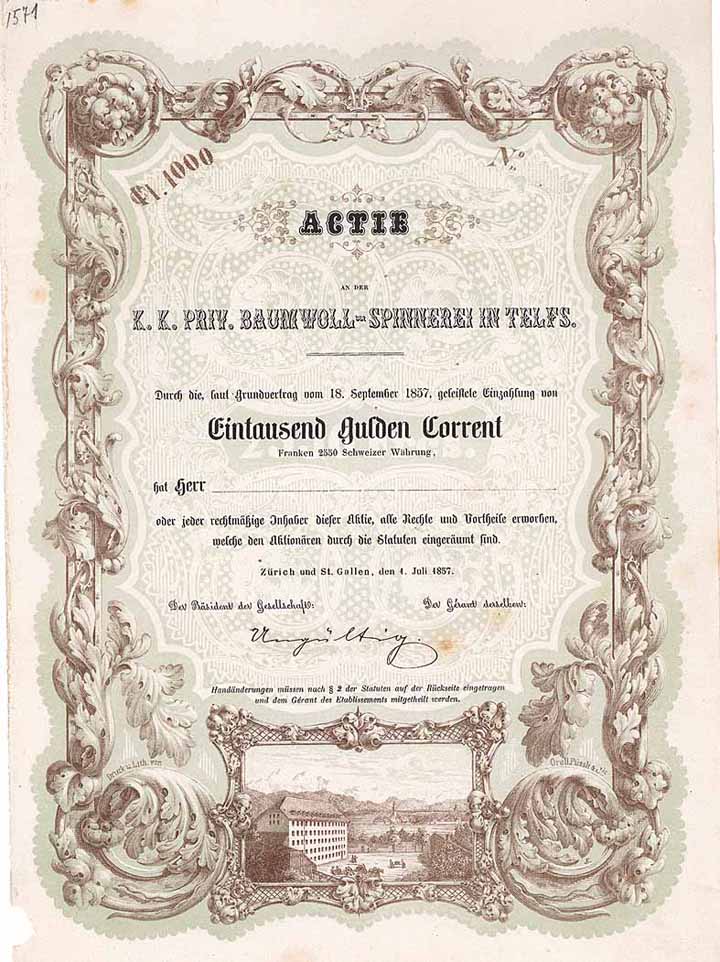 1571
Fl. 1000
No
ACTIE
AN DER
K. K. PRIV. BAUMWOLL-SPINNEREI IN TELFS.
Durch die, laut Grundvertrag vom 18. September 1857, geleistete Einzahlung von
Eintausend Gulden Corrent
Franken 2550 Schweizer Währung,
hat Herr
oder jeder rechtmäßige Inhaber dieser Aktie, alle Rechte und Vortheile erworben,
welche den Aktionären durch die Statuten eingeräumt sind.
Zürich und St. Gallen, den 1. Juli 1857.
Der Präsident der Gesellschaft: Der Gérant derselben:
Ungültig.
Handänderungen müssen nach § 2 der Statuten auf der Rückseite eingetragen
und dem Gérant des Etablissements mitgetheilt werden.
Druck u. Lith. von Orell, Füssli & Cie